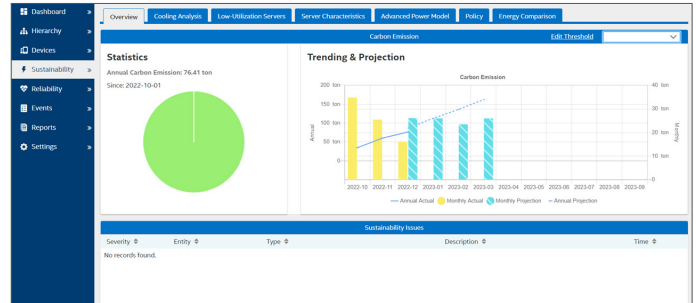 Dashboard »
Hierarchy »
Devices »
Sustainability »
Reliability »
Events »
Reports »
Settings »
Overview Cooling Analysis Low-Utilization Servers Server Characteristics Advanced Power Model Policy Energy Comparison
Carbon Emission Edit Threshold
Statistics
Annual Carbon Emission: 76.41 ton
Since: 2022-10-01
Trending & Projection
Carbon Emission
200 ton
150 ton
100 ton
50 ton
0
Annual
40 ton
30 ton
20 ton
10 ton
0 ton
Monthly
2022-10 2022-11 2022-12 2023-01 2023-02 2023-03 2023-04 2023-05 2023-06 2023-07 2023-08 2023-09
Annual Actual Monthly Actual Monthly Projection Annual Projection
Sustainability Issues
Severity Entity Type Description Time
No records found.